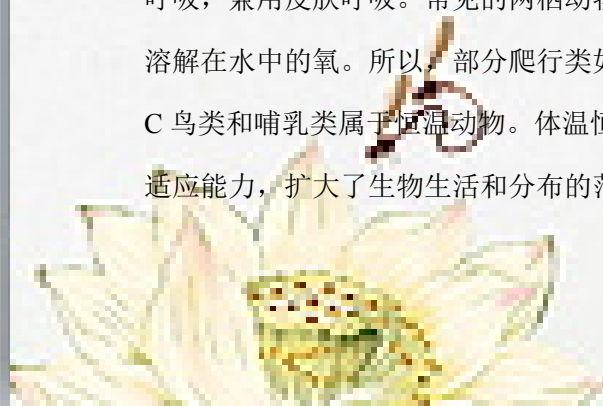 呼吸，兼用皮肤呼吸。常见的两栖动物
溶解在水中的氧。所以，部分爬行类如
C 鸟类和哺乳类属于恒温动物。体温恒
适应能力，扩大了生物生活和分布的范